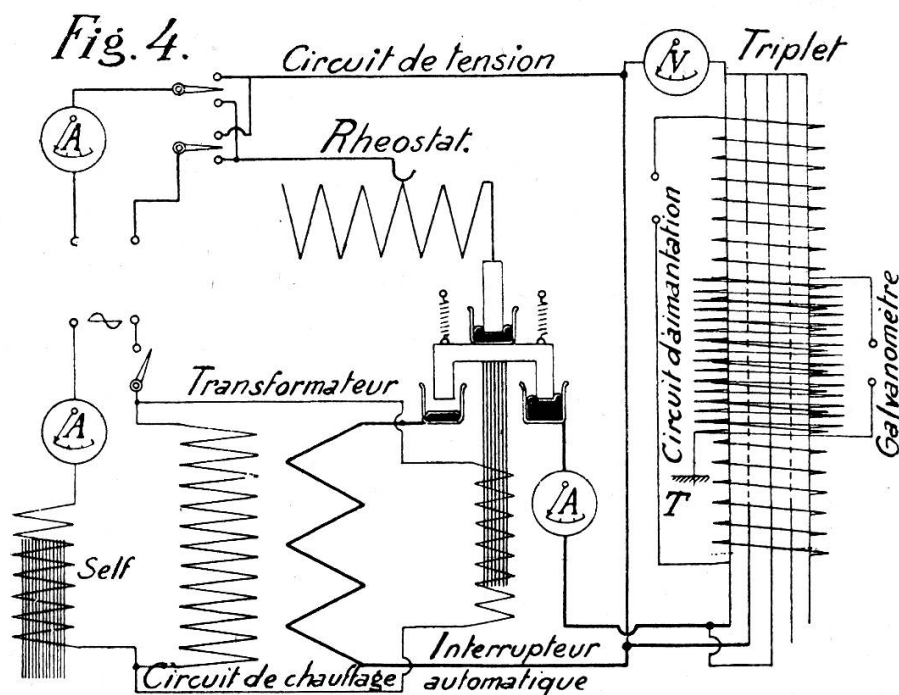 Fig. 4.
Circuit de tension
V
Triplet
A
Rheostat.
Circuit d'aimantation
Galvanomètre
Transformateur
A
A
T
Self
Interrupteur
automatique
Circuit de chauffage